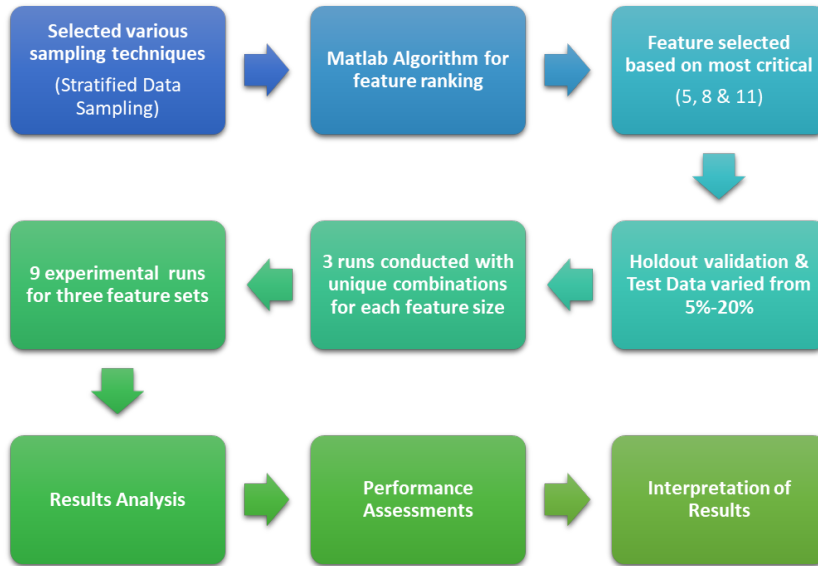 Selected various
sampling techniques
(Stratified Data
Sampling)
Matlab Algorithm for
feature ranking
Feature selected
based on most critical
(5, 8 & 11)
9 experimental runs
for three feature sets
3 runs conducted with
unique combinations
for each feature size
Holdout validation &
Test Data varied from
5%-20%
Results Analysis
Performance
Assessments
Interpretation of
Results